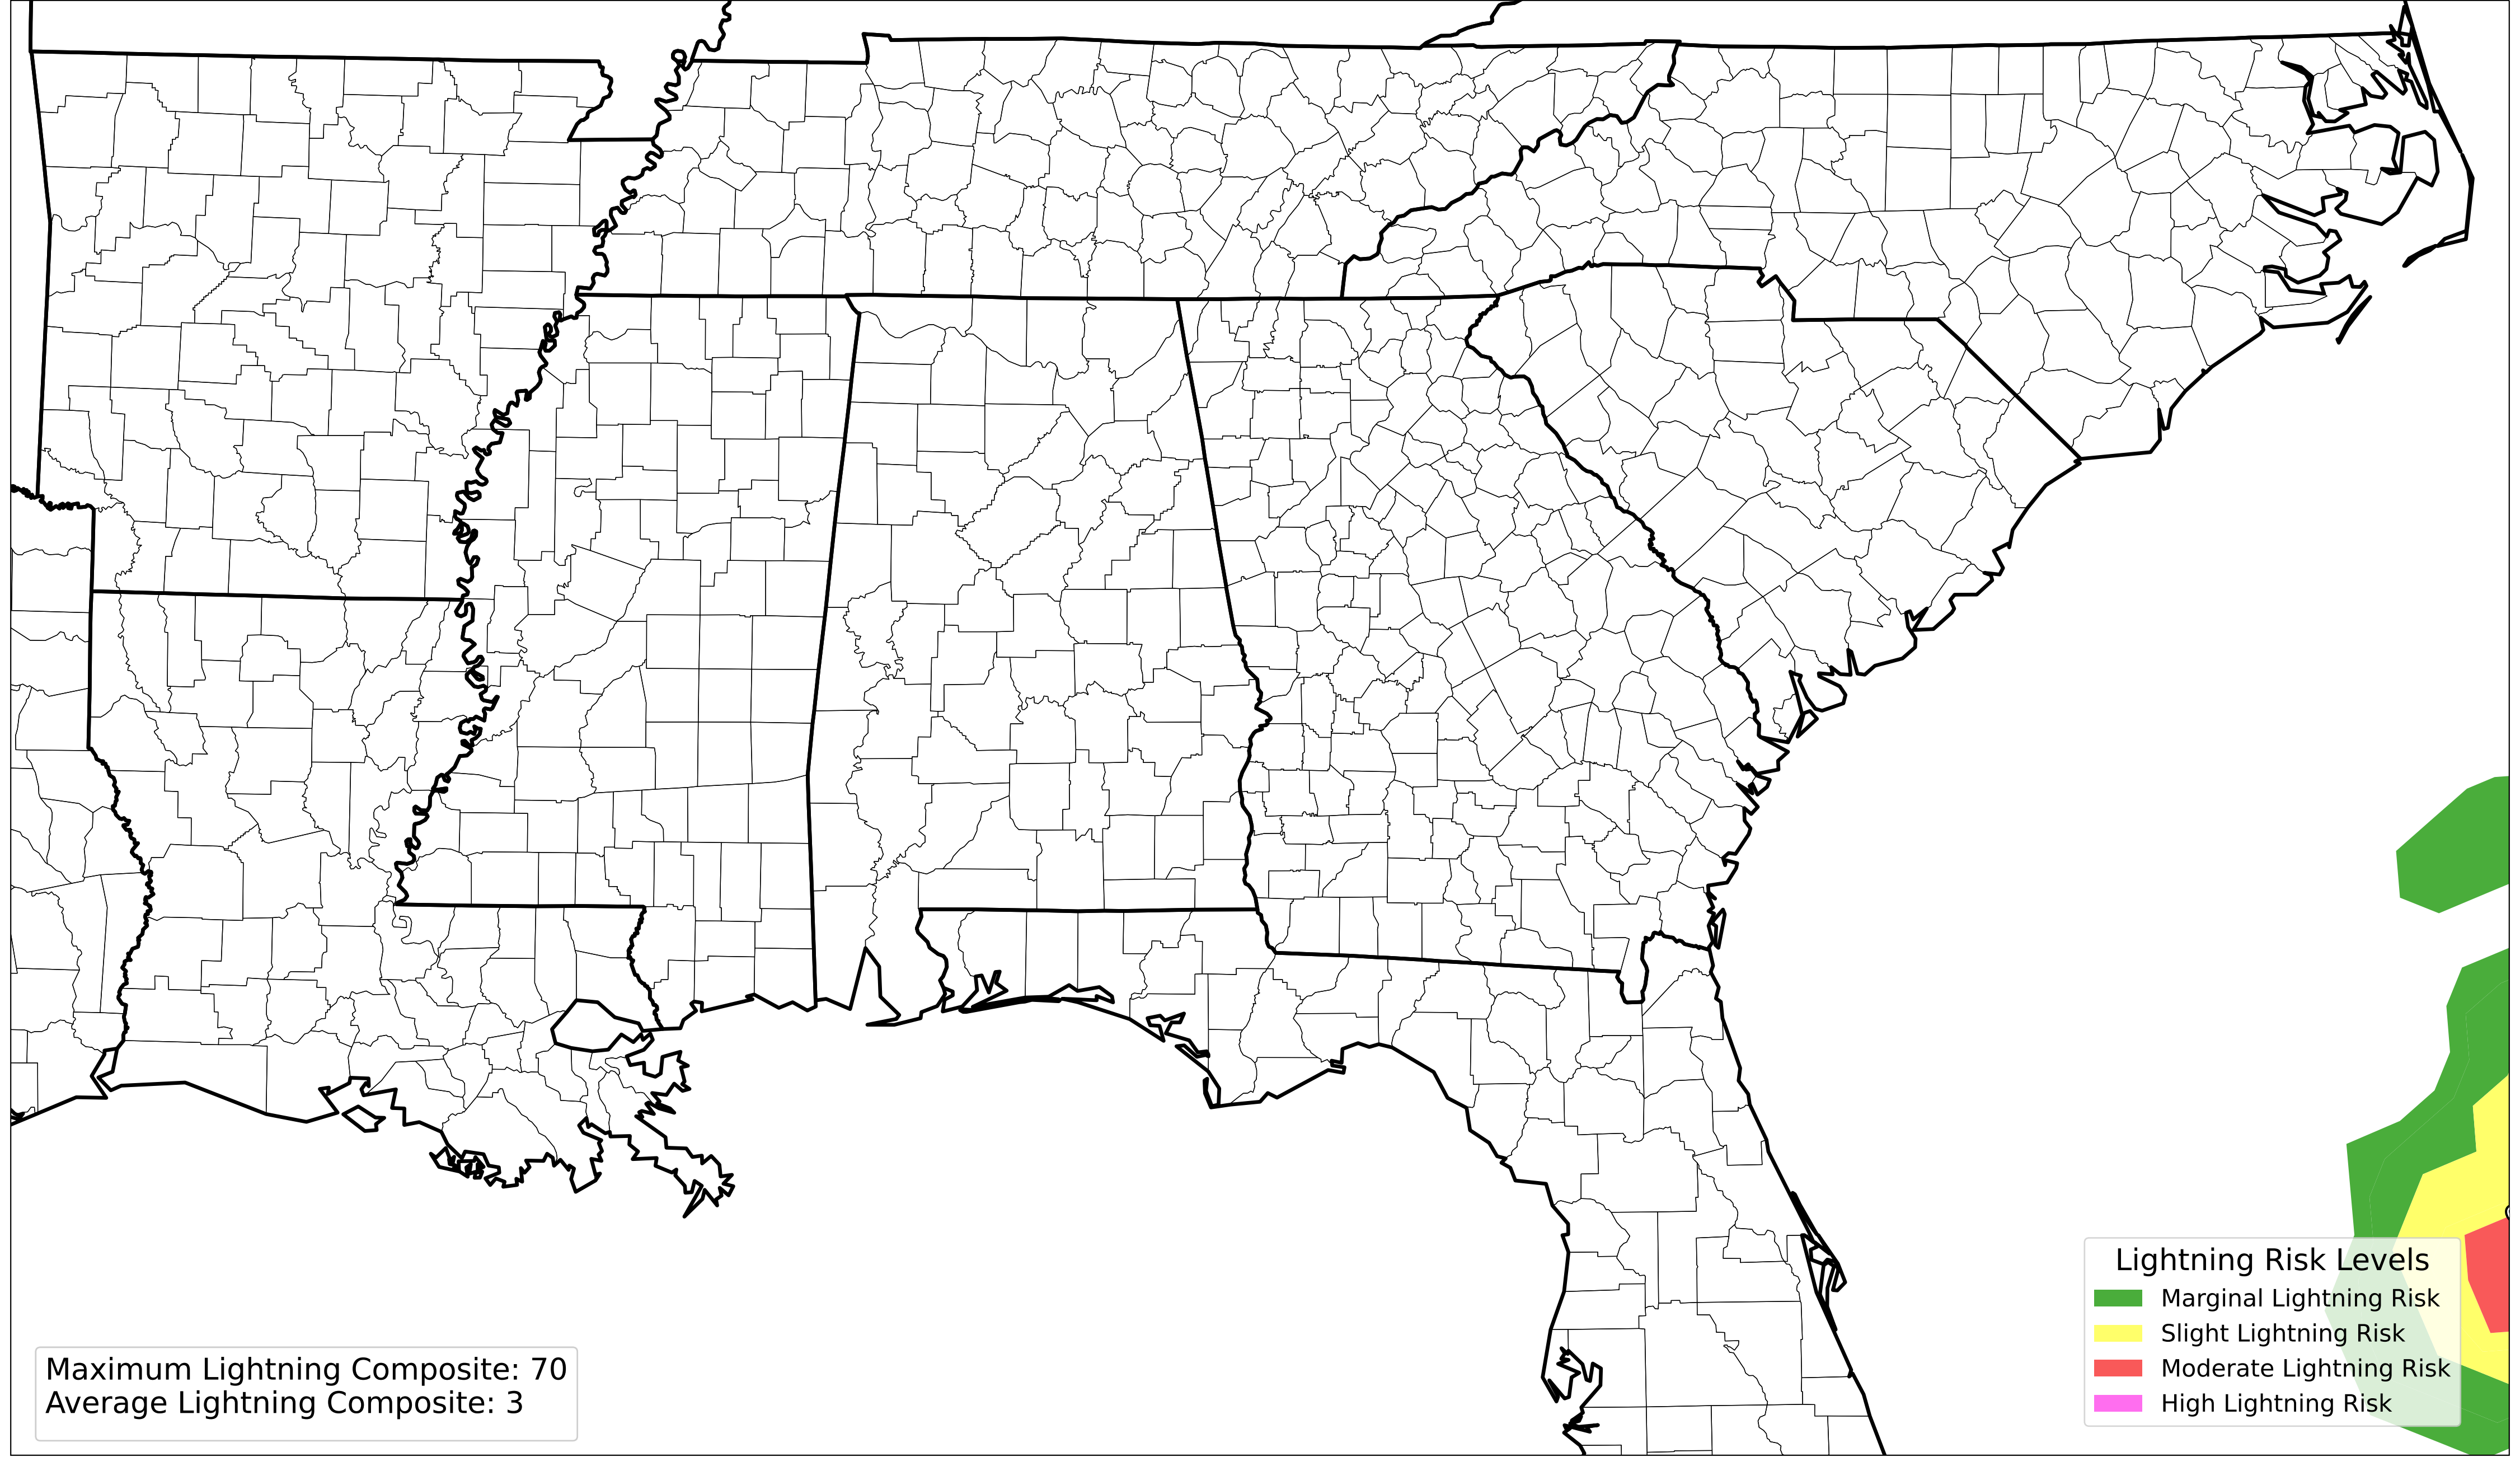 Lightning Risk Levels
Marginal Lightning Risk
Slight Lightning Risk
Moderate Lightning Risk
High Lightning Risk
Maximum Lightning Composite: 70
Average Lightning Composite: 3